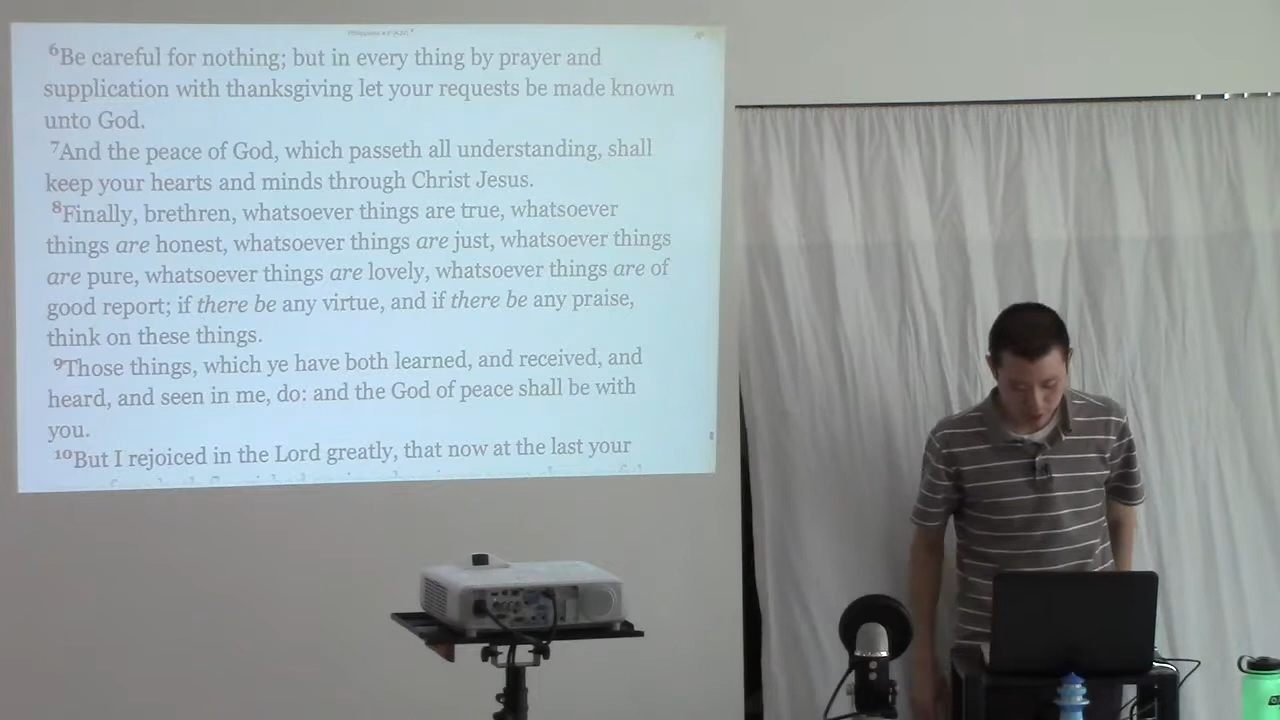 ⁶Be careful for nothing; but in every thing by prayer and
supplication with thanksgiving let your requests be made known
unto God.
⁷And the peace of God, which passeth all understanding, shall
keep your hearts and minds through Christ Jesus.
⁸Finally, brethren, whatsoever things are true, whatsoever
things are honest, whatsoever things are just, whatsoever things
are pure, whatsoever things are lovely, whatsoever things are of
good report; if there be any virtue, and if there be any praise,
think on these things.
⁹Those things, which ye have both learned, and received, and
heard, and seen in me, do: and the God of peace shall be with
you.
¹⁰But I rejoiced in the Lord greatly, that now at the last your